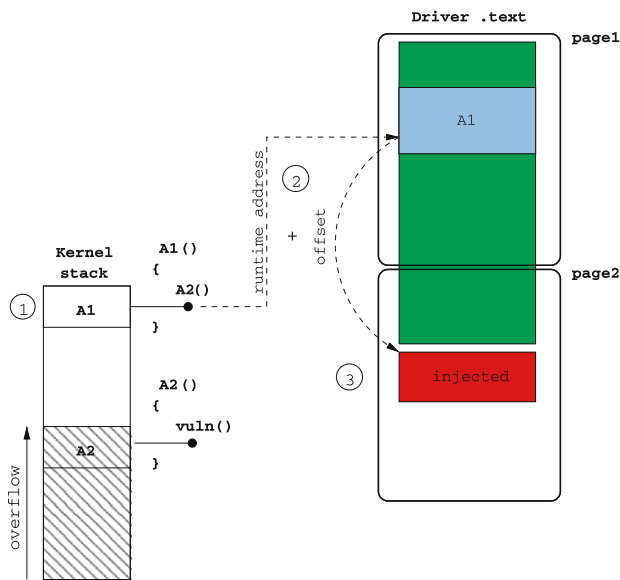 Driver .text
page1
A1
runtime address
2
+
offset
A1()
{
A2()
}
Kernel
stack
1
A1
page2
3
injected
A2()
{
vuln()
}
A2
overflow